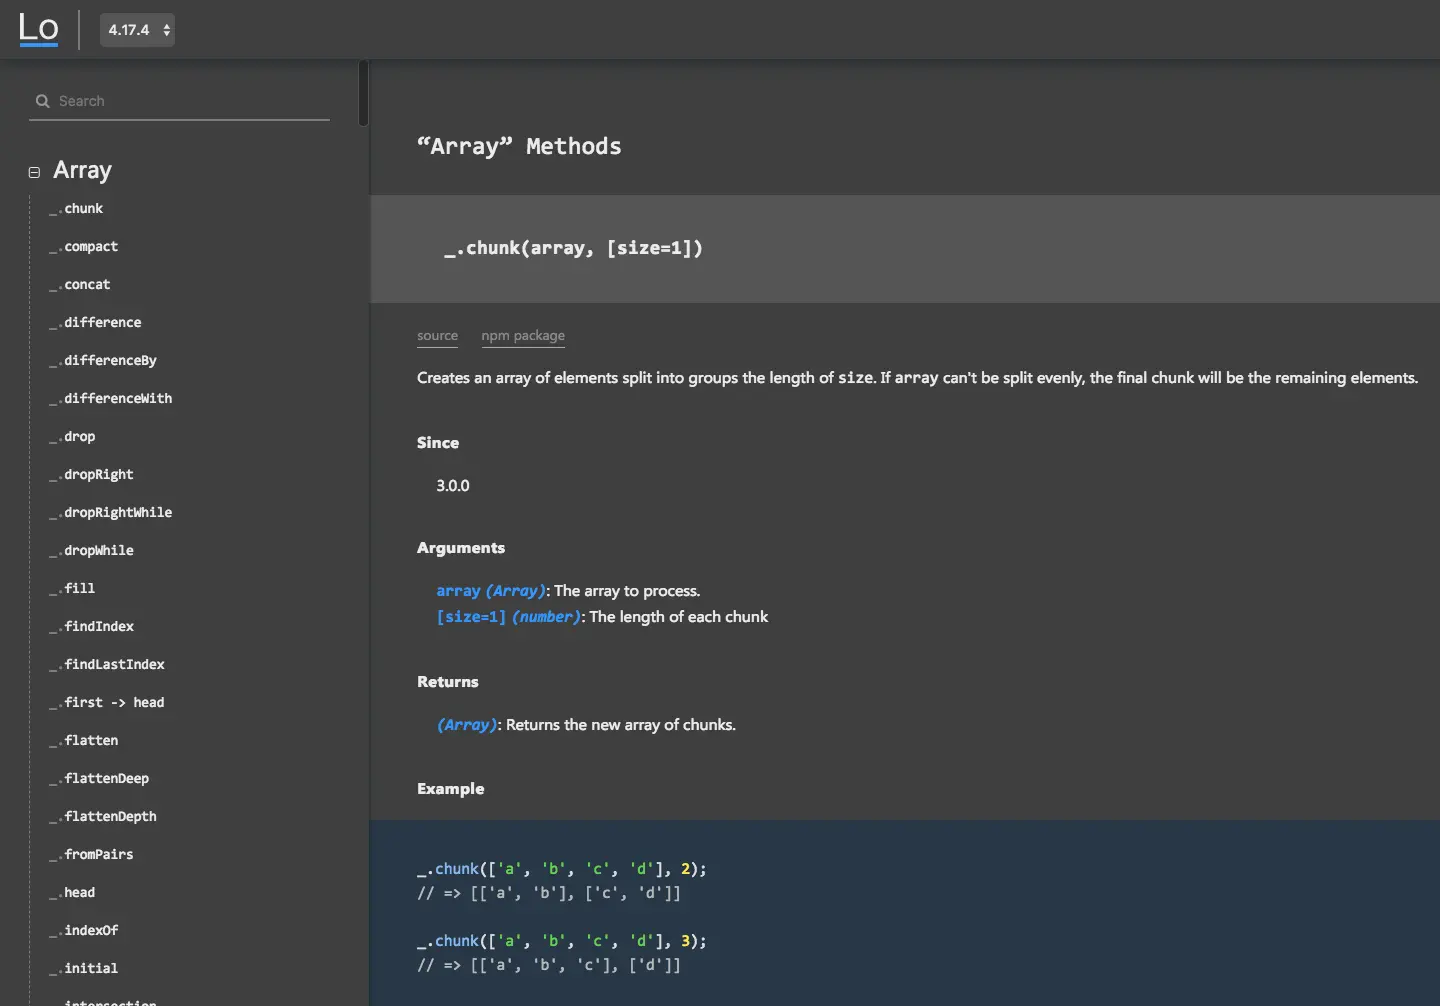 Lo
4.17.4
Search
Array
_.chunk
_.compact
_.concat
_.difference
_.differenceBy
_.differenceWith
_.drop
_.dropRight
_.dropRightWhile
_.dropWhile
_.fill
_.findIndex
_.findLastIndex
_.first -> head
_.flatten
_.flattenDeep
_.flattenDepth
_.fromPairs
_.head
_.indexOf
_.initial
_.intersection
“Array” Methods
_.chunk(array, [size=1])
source npm package
Creates an array of elements split into groups the length of size. If array can't be split evenly, the final chunk will be the remaining elements.
Since
3.0.0
Arguments
array (Array): The array to process.
[size=1] (number): The length of each chunk
Returns
(Array): Returns the new array of chunks.
Example
_.chunk(['a', 'b', 'c', 'd'], 2);
// => [['a', 'b'], ['c', 'd']]
_.chunk(['a', 'b', 'c', 'd'], 3);
// => [['a', 'b', 'c'], ['d']]